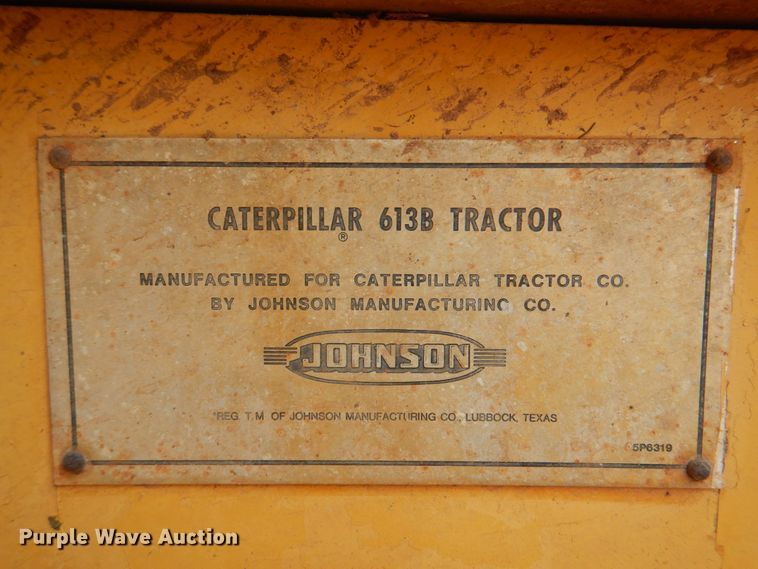 CATERPILLAR 613B TRACTOR
®
MANUFACTURED FOR CATERPILLAR TRACTOR CO.
BY JOHNSON MANUFACTURING CO.
JOHNSON
*REG. T.M. OF JOHNSON MANUFACTURING CO., LUBBOCK, TEXAS
5P6319
Purple Wave Auction